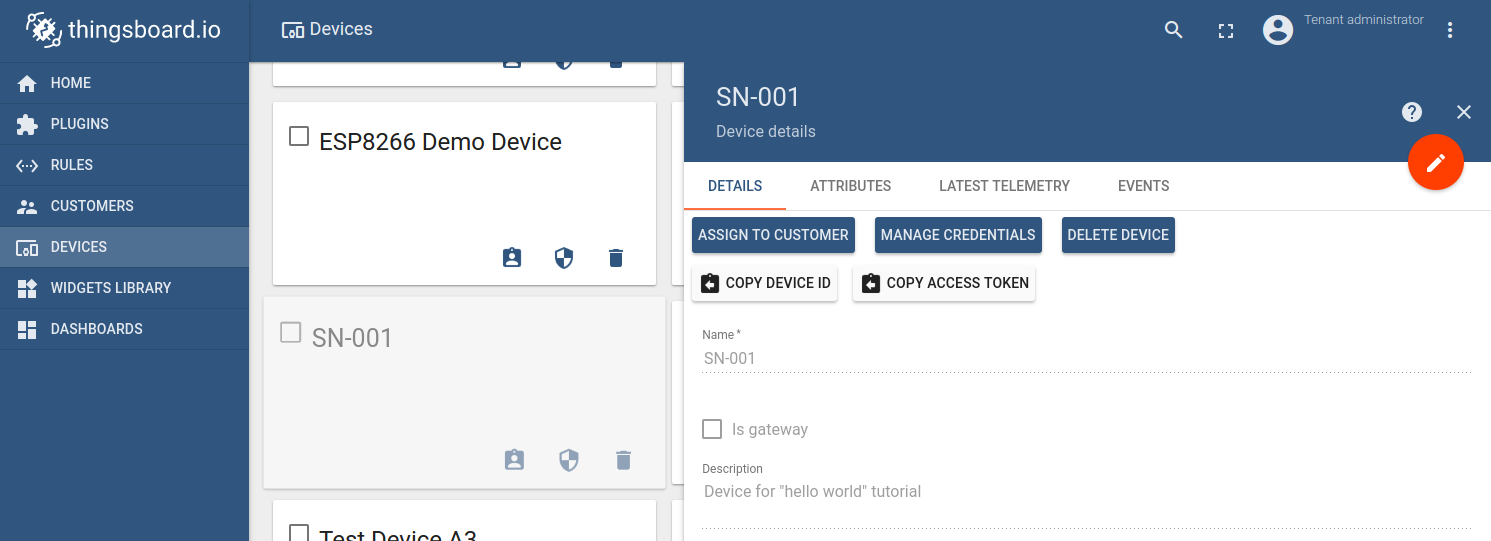 thingsboard.io
Devices
Tenant administrator
HOME
PLUGINS
RULES
CUSTOMERS
DEVICES
WIDGETS LIBRARY
DASHBOARDS
ESP8266 Demo Device
SN-001
Test Device A3
SN-001
Device details
DETAILS ATTRIBUTES LATEST TELEMETRY EVENTS
ASSIGN TO CUSTOMER MANAGE CREDENTIALS DELETE DEVICE
COPY DEVICE ID COPY ACCESS TOKEN
Name *
SN-001
Is gateway
Description
Device for "hello world" tutorial